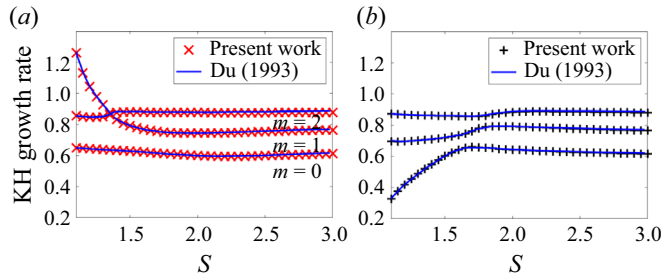 (a)
KH growth rate
1.2
1.0
0.8
0.6
0.4
0.2
Present work
Du (1993)
m = 2
m = 1
m = 0
1.5
2.0
2.5
3.0
S
(b)
1.2
1.0
0.8
0.6
0.4
0.2
Present work
Du (1993)
1.5
2.0
2.5
3.0
S